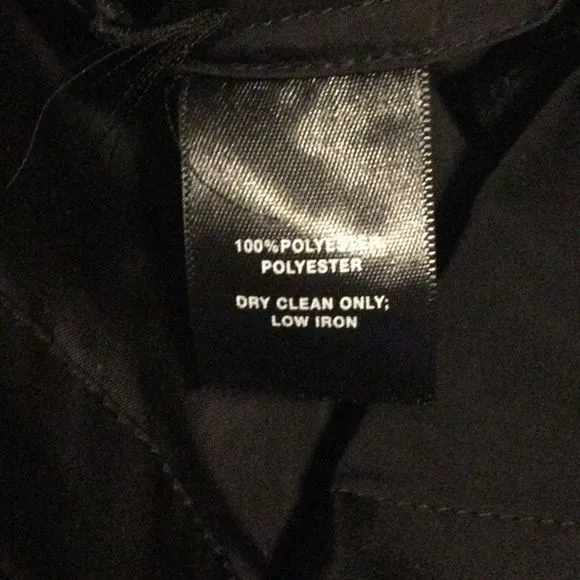 100%POLYESTER
POLYESTER
DRY CLEAN ONLY;
LOW IRON